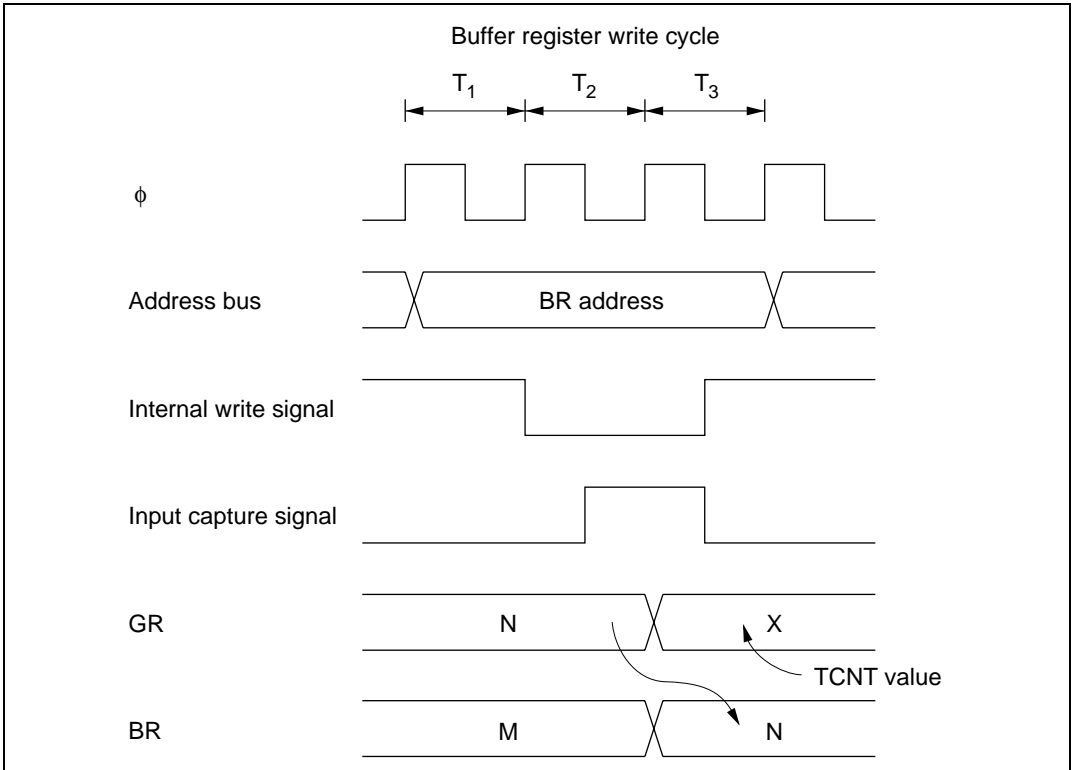 Buffer register write cycle
T1 T2 T3
ϕ
Address bus BR address
Internal write signal
Input capture signal
GR N X
TCNT value
BR M N